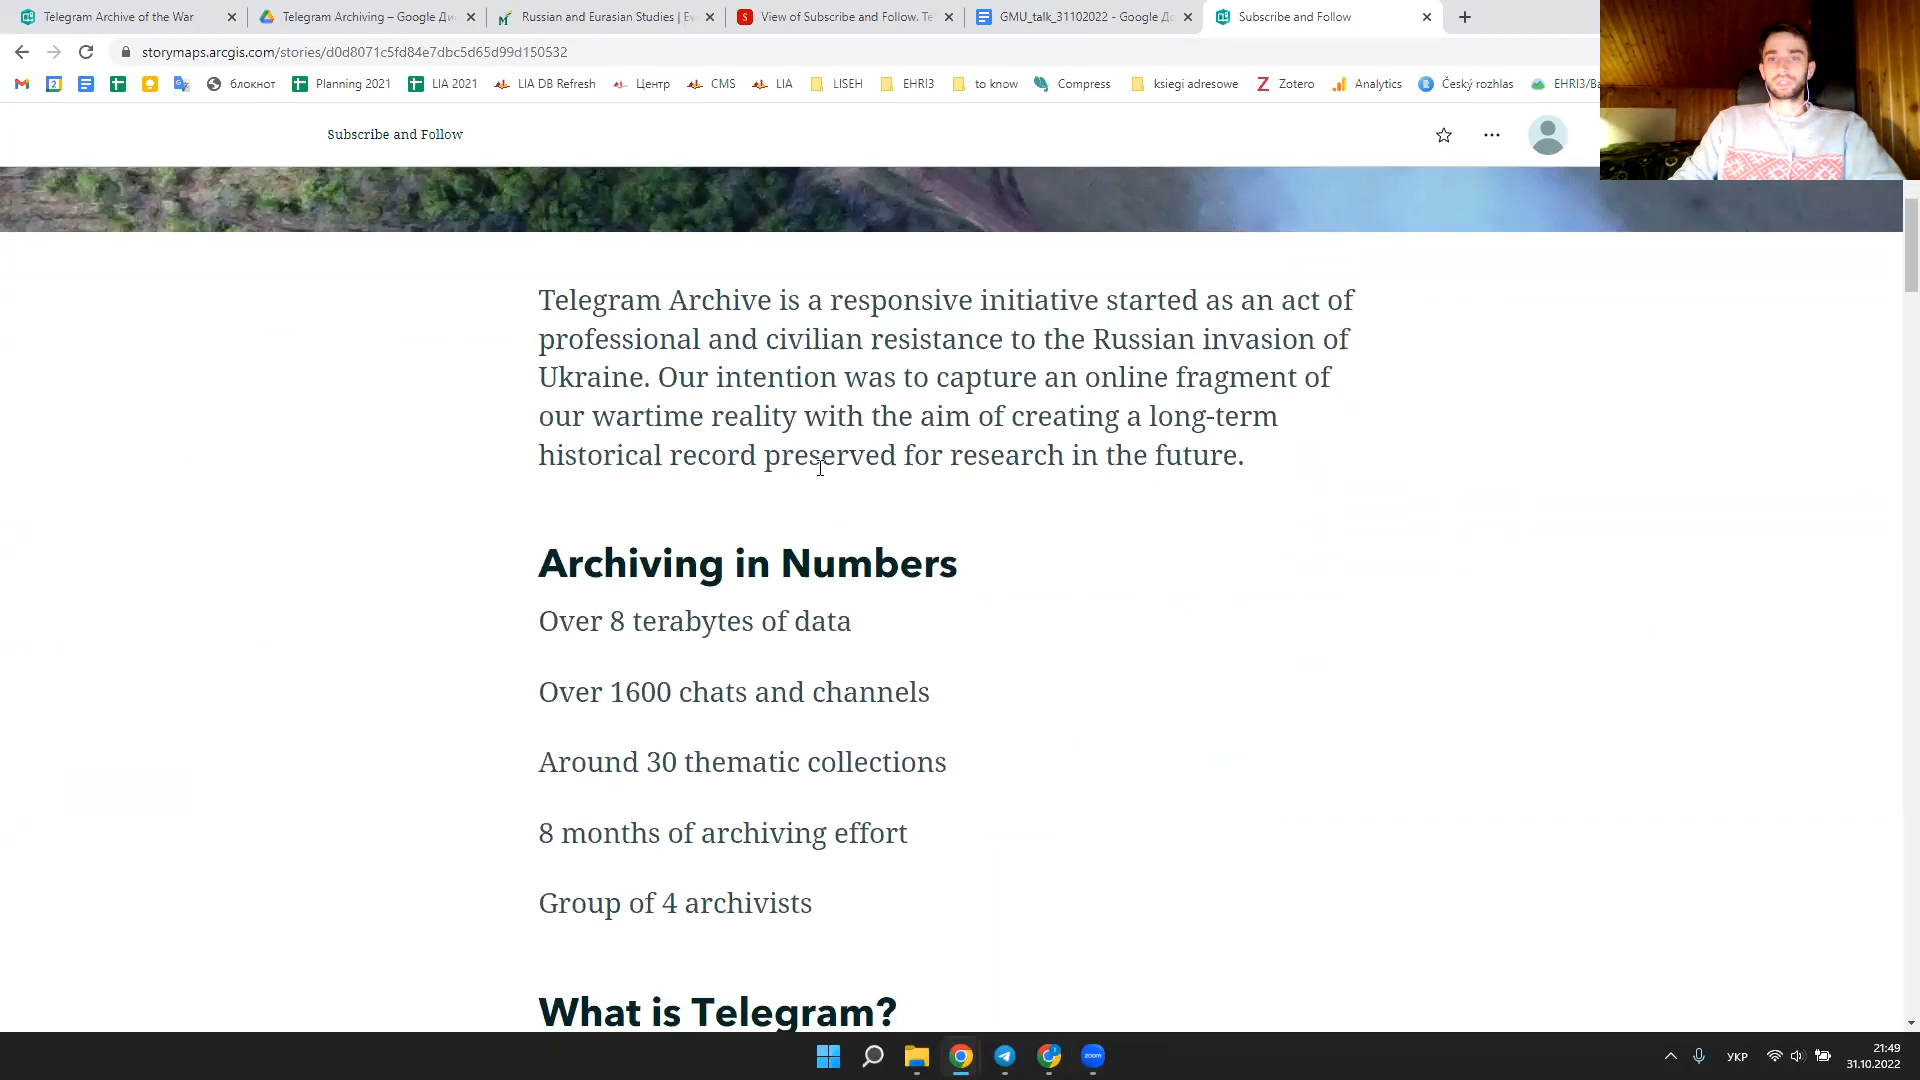 Telegram Archive of the War
Telegram Archiving – Google Ди
Russian and Eurasian Studies | Ev
View of Subscribe and Follow. Te
GMU_talk_31102022 - Google До
Subscribe and Follow
storymaps.arcgis.com/stories/d0d8071c5fd84e7dbc5d65d99d150532
блокнот
Planning 2021
LIA 2021
LIA DB Refresh
Центр
CMS
LIA
LISEH
EHRI3
to know
Compress
ksiegi adresowe
Zotero
Analytics
Český rozhlas
EHRI3/Ba
Subscribe and Follow
Telegram Archive is a responsive initiative started as an act of
professional and civilian resistance to the Russian invasion of
Ukraine. Our intention was to capture an online fragment of
our wartime reality with the aim of creating a long-term
historical record preserved for research in the future.
Archiving in Numbers
Over 8 terabytes of data
Over 1600 chats and channels
Around 30 thematic collections
8 months of archiving effort
Group of 4 archivists
What is Telegram?
zoom
УКР
21:49
31.10.2022